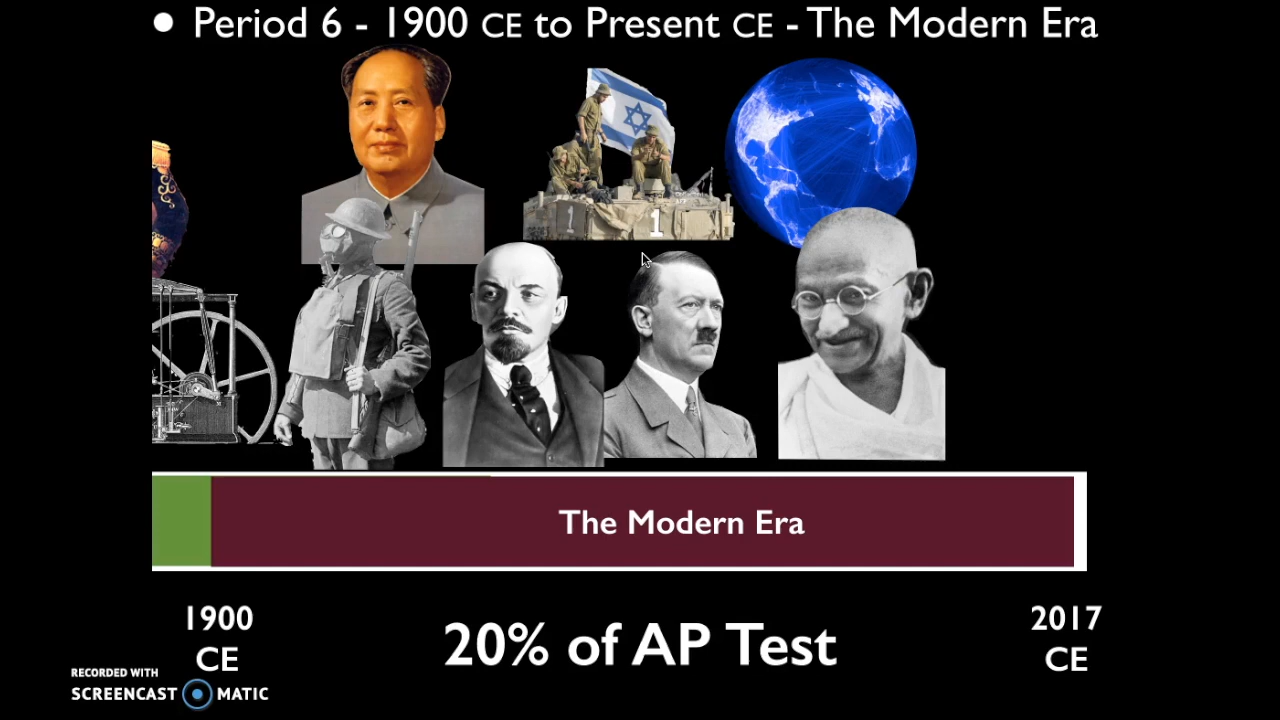 • Period 6 - 1900 CE to Present CE - The Modern Era
1
1
The Modern Era
1900
CE
20% of AP Test
2017
CE
RECORDED WITH
SCREENCAST MATIC